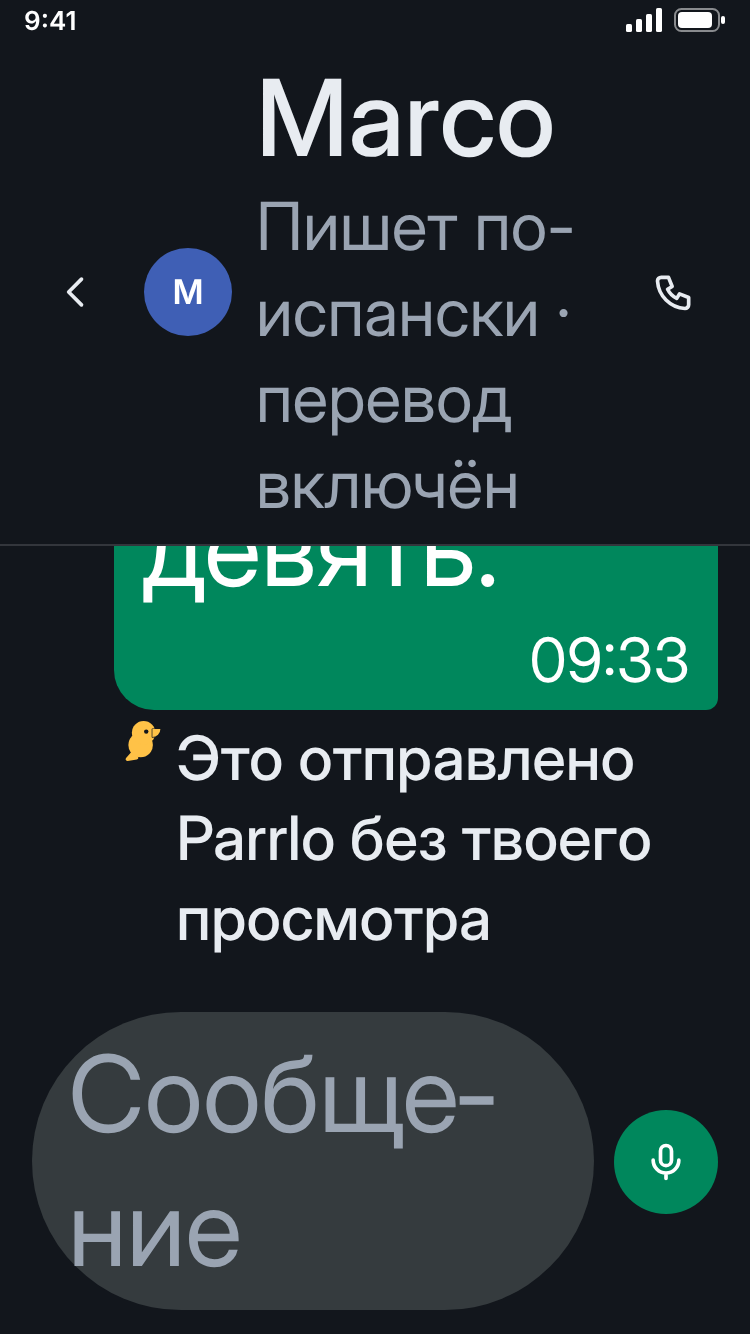 9:41
Marco
Пишет по-
испански ·
перевод
включён
M
девять.
09:33
Это отправлено
Parrlo без твоего
просмотра
Сообще-
ние